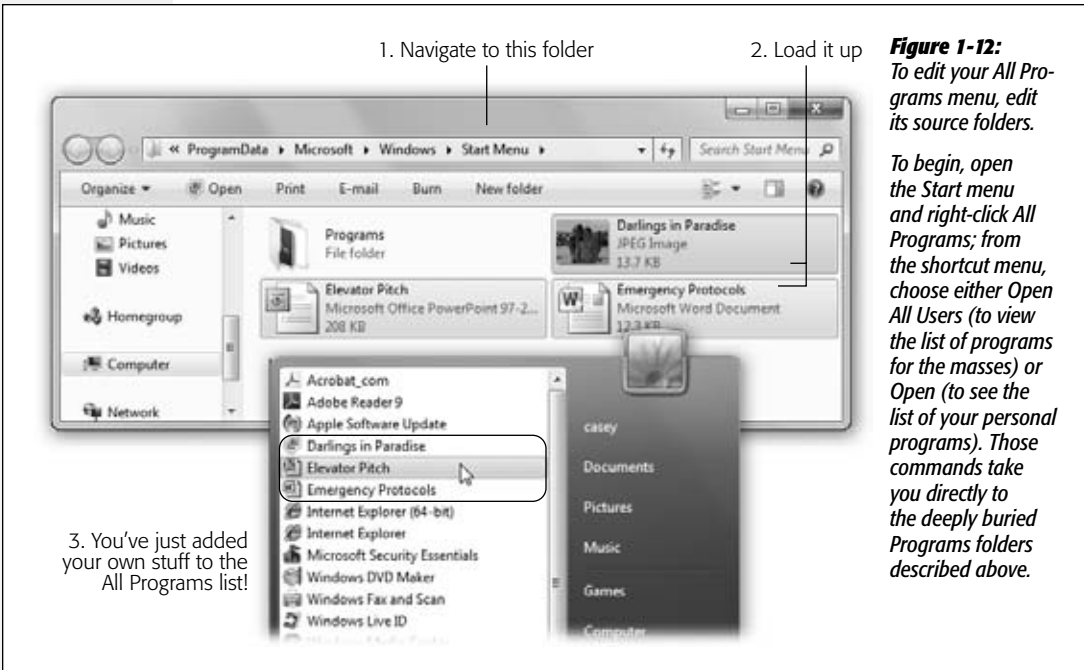 1. Navigate to this folder
2. Load it up
« ProgramData ▸ Microsoft ▸ Windows ▸ Start Menu ▸
Search Start Menu
Organize ▾
Open
Print
E-mail
Burn
New folder
Music
Pictures
Videos
Homegroup
Computer
Network
Programs
File folder
Darlings in Paradise
JPEG Image
13.7 KB
Elevator Pitch
Microsoft Office PowerPoint 97-2...
208 KB
Emergency Protocols
Microsoft Word Document
12.3 KB
Acrobat_com
Adobe Reader 9
Apple Software Update
Darlings in Paradise
Elevator Pitch
Emergency Protocols
Internet Explorer (64-bit)
Internet Explorer
Microsoft Security Essentials
Windows DVD Maker
Windows Fax and Scan
Windows Live ID
casey
Documents
Pictures
Music
Games
Computer
3. You've just added
your own stuff to the
All Programs list!
Figure 1-12:
To edit your All Pro-
grams menu, edit
its source folders.
To begin, open
the Start menu
and right-click All
Programs; from
the shortcut menu,
choose either Open
All Users (to view
the list of programs
for the masses) or
Open (to see the
list of your personal
programs). Those
commands take
you directly to
the deeply buried
Programs folders
described above.